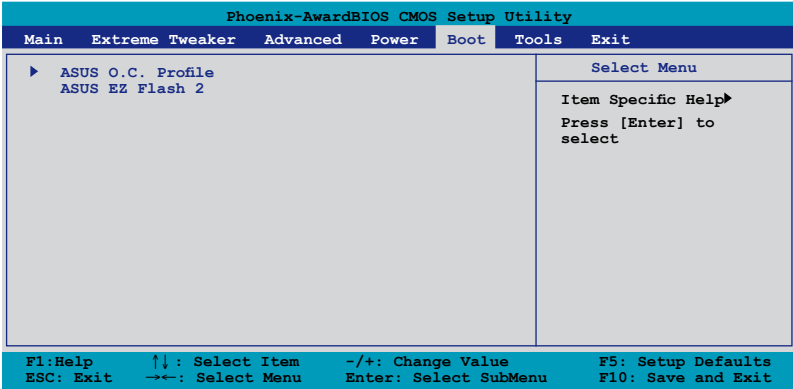 Phoenix-AwardBIOS CMOS Setup Utility
Main Extreme Tweaker Advanced Power Boot Tools Exit
ASUS O.C. Profile
ASUS EZ Flash 2
Select Menu
Item Specific Help
Press [Enter] to
select
F1:Help ↑↓ : Select Item -/+: Change Value F5: Setup Defaults
ESC: Exit →←: Select Menu Enter: Select SubMenu F10: Save and Exit